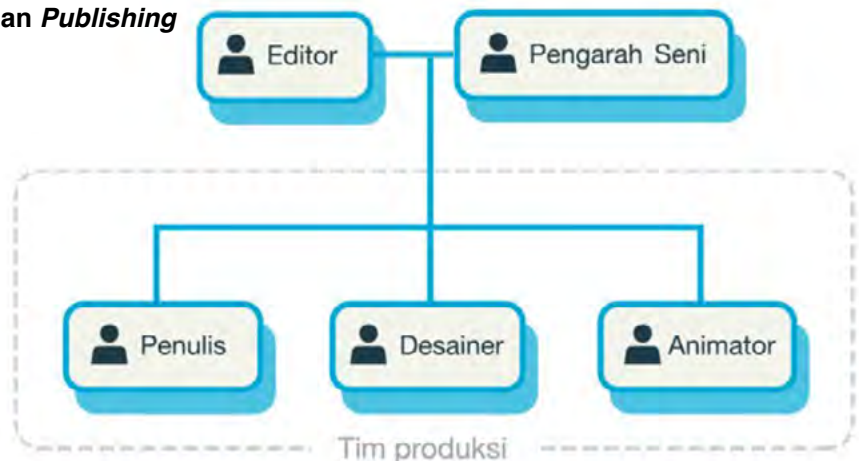 an Publishing
Editor
Pengarah Seni
Penulis
Desainer
Animator
Tim produksi